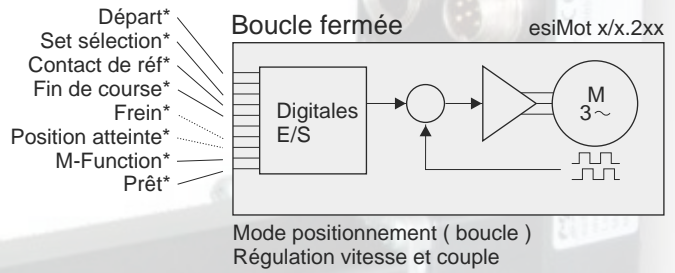 Départ*
Set sélection*
Contact de réf*
Fin de course*
Frein*
Position atteinte*
M-Function*
Prêt*
Boucle fermée
esiMot x/x.2xx
Digitales
E/S
M
3~
Mode positionnement ( boucle )
Régulation vitesse et couple